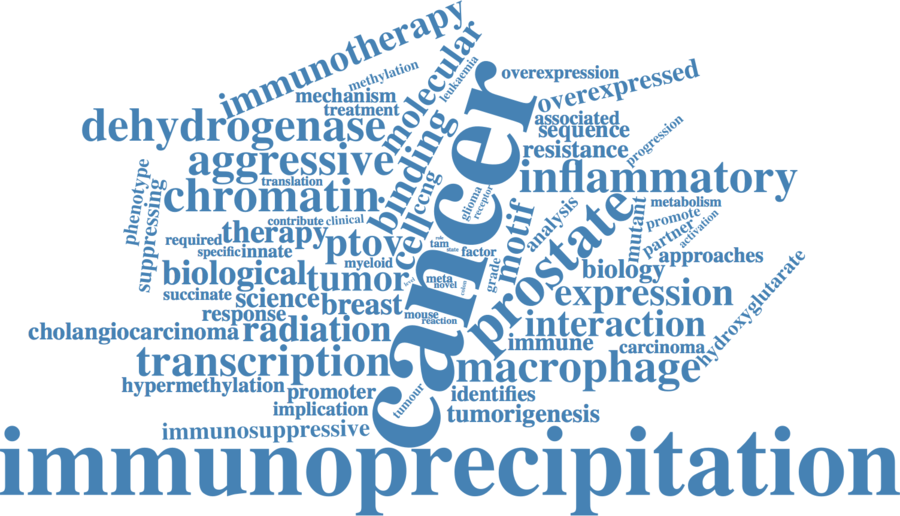 immunotherapy
methylation
molecular
leukaemia
overexpression
overexpressed
mechanism
treatment
dehydrogenase
associated
sequence
resistance
progression
aggressive
binding
cancer
translation
chromatin
inflammatory
phenotype
suppressing
glioma
receptor
contribute
clinical
therapy
required
specific
innate
ptov
cell
ccng
motif
analysis
prostate
mutant
metabolism
promote
partner
activation
tam
state
factor
myeloid
approaches
biology
biological
tumor
meta
novel
colon
grade
expression
hydroxyglutarate
succinate
science
breast
response
mouse
reaction
cholangiocarcinoma
radiation
interaction
immune
carcinoma
transcription
macrophage
hypermethylation
promoter
tumour
identifies
implication
tumorigenesis
immunosuppressive
immunoprecipitation